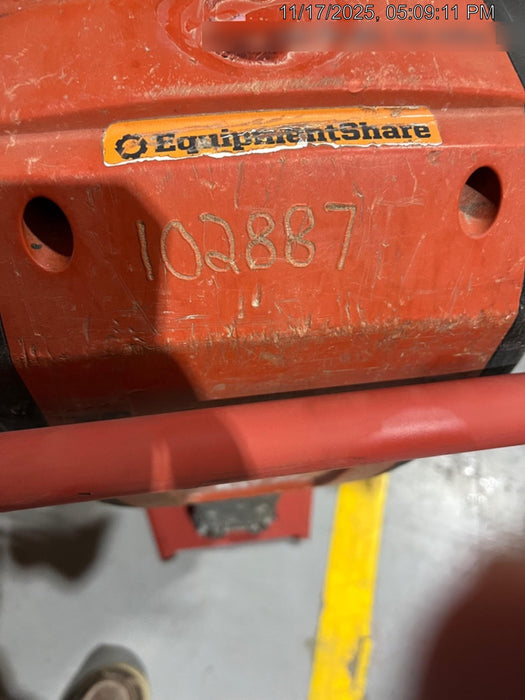 11/17/2025, 05:09:11 PM
EquipmentShare
102887